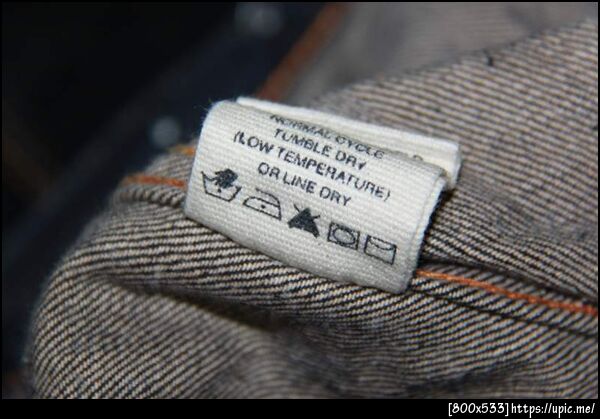 NORMAL CYCLE
TUMBLE DRY
(LOW TEMPERATURE)
OR LINE DRY
[800x533]https://upic.me/